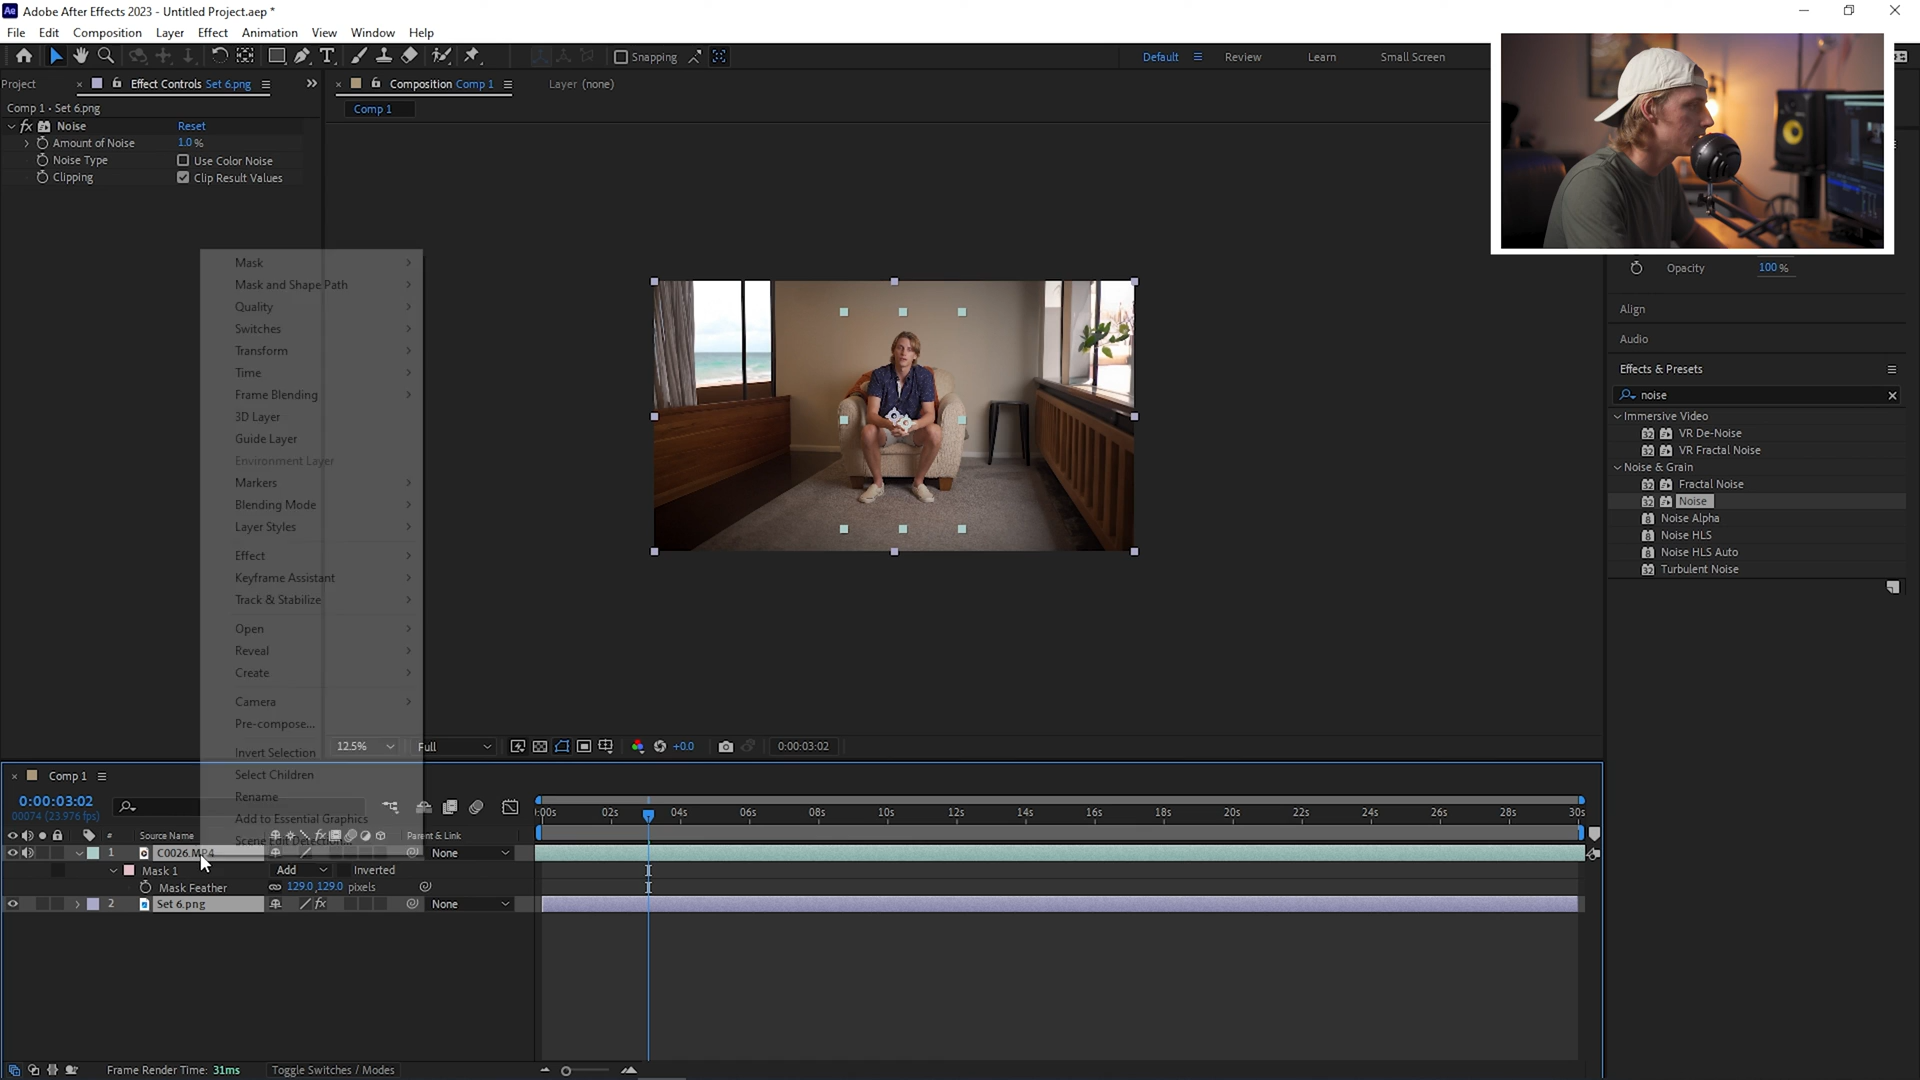 Adobe After Effects 2023 - Untitled Project.aep *
File Edit Composition Layer Effect Animation View Window Help
Snapping
Default Review Learn Small Screen
Project
Effect Controls Set 6.png
Composition Comp 1
Layer (none)
Comp 1 • Set 6.png
Comp 1
fx Noise Reset
Amount of Noise 1.0 %
Noise Type Use Color Noise
Clipping Clip Result Values
Mask
Mask and Shape Path
Quality
Switches
Transform
Time
Frame Blending
3D Layer
Guide Layer
Environment Layer
Markers
Blending Mode
Layer Styles
Effect
Keyframe Assistant
Track & Stabilize
Open
Reveal
Create
Camera
Pre-compose...
Invert Selection
Select Children
Rename
Add to Essential Graphics
Opacity 100 %
Align
Audio
Effects & Presets
noise
Immersive Video
VR De-Noise
VR Fractal Noise
Noise & Grain
Fractal Noise
Noise
Noise Alpha
Noise HLS
Noise HLS Auto
Turbulent Noise
12.5% Full +0.0 0:00:03:02
Comp 1
0:00:03:02
00074 (23.976 fps)
:00s 02s 04s 06s 08s 10s 12s 14s 16s 18s 20s 22s 24s 26s 28s 30s
# Source Name fx Parent & Link
1 C0026.MP4 None
Mask 1 Add Inverted
Mask Feather 129.0,129.0 pixels
2 Set 6.png fx None
Frame Render Time: 31ms Toggle Switches / Modes